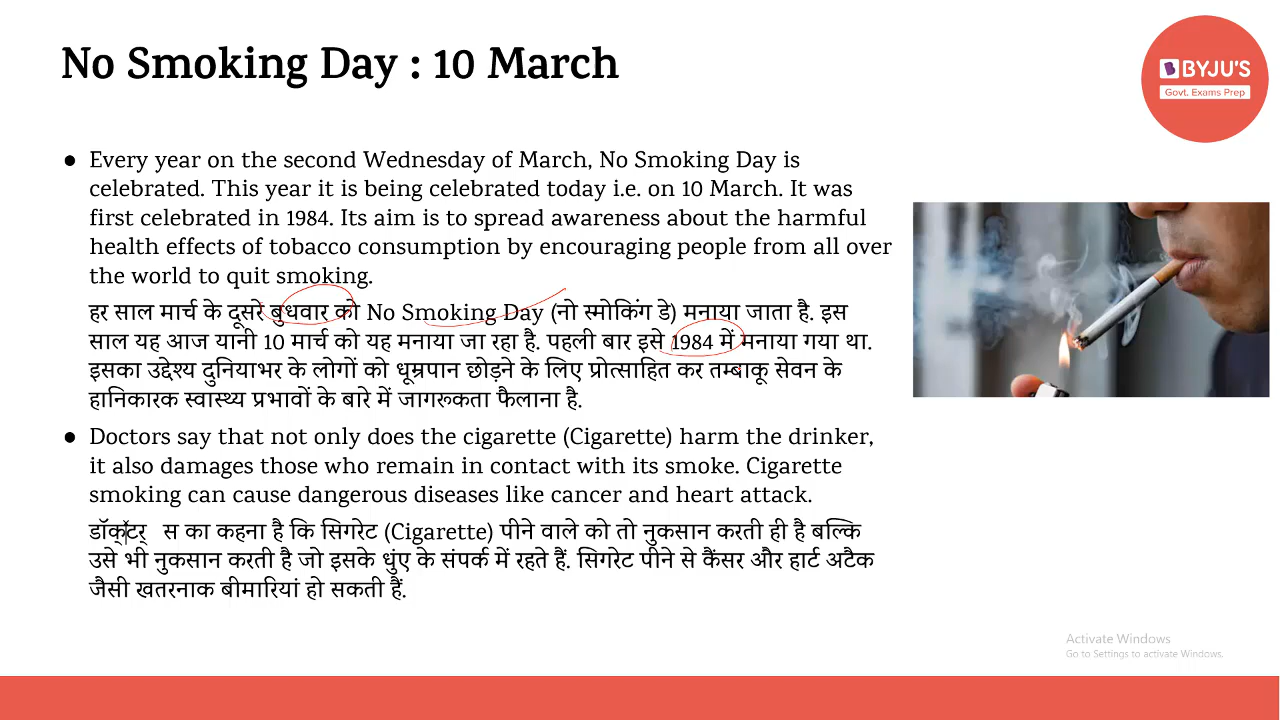 No Smoking Day : 10 March
BYJU'S
Govt. Exams Prep
● Every year on the second Wednesday of March, No Smoking Day is
celebrated. This year it is being celebrated today i.e. on 10 March. It was
first celebrated in 1984. Its aim is to spread awareness about the harmful
health effects of tobacco consumption by encouraging people from all over
the world to quit smoking.
हर साल मार्च के दूसरे बुधवार को No Smoking Day (नो स्मोकिंग डे) मनाया जाता है. इस
साल यह आज यानी 10 मार्च को यह मनाया जा रहा है. पहली बार इसे 1984 में मनाया गया था.
इसका उद्देश्य दुनियाभर के लोगों को धूम्रपान छोड़ने के लिए प्रोत्साहित कर तम्बाकू सेवन के
हानिकारक स्वास्थ्य प्रभावों के बारे में जागरूकता फैलाना है.
● Doctors say that not only does the cigarette (Cigarette) harm the drinker,
it also damages those who remain in contact with its smoke. Cigarette
smoking can cause dangerous diseases like cancer and heart attack.
डॉक्टर् स का कहना है कि सिगरेट (Cigarette) पीने वाले को तो नुकसान करती ही है बल्कि
उसे भी नुकसान करती है जो इसके धुंए के संपर्क में रहते हैं. सिगरेट पीने से कैंसर और हार्ट अटैक
जैसी खतरनाक बीमारियां हो सकती हैं.
Activate Windows
Go to Settings to activate Windows.